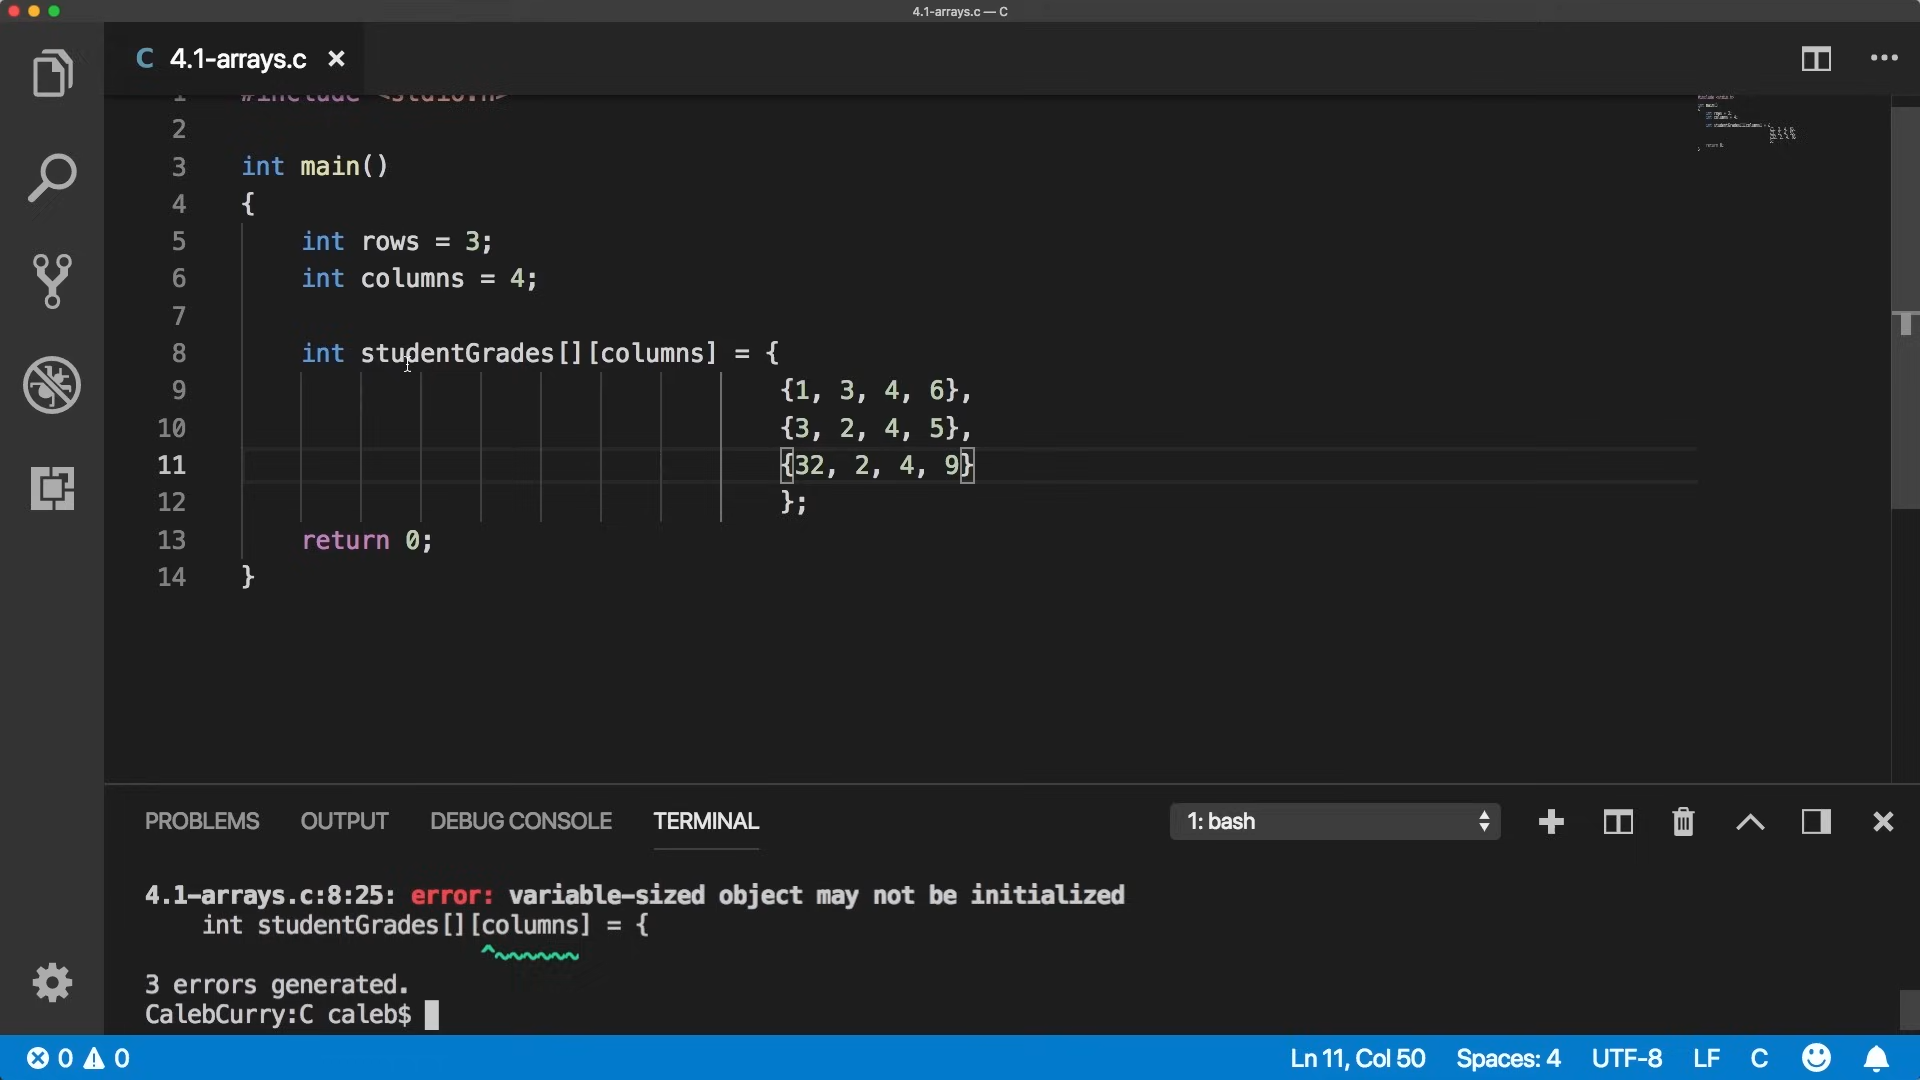 4.1-arrays.c — C
C 4.1-arrays.c ×
1 #include <stdio.h>
2
3 int main()
4 {
5 int rows = 3;
6 int columns = 4;
7
8 int studentGrades[][columns] = {
9 {1, 3, 4, 6},
10 {3, 2, 4, 5},
11 {32, 2, 4, 9}
12 };
13 return 0;
14 }
PROBLEMS OUTPUT DEBUG CONSOLE TERMINAL 1: bash
4.1-arrays.c:8:25: error: variable-sized object may not be initialized
int studentGrades[][columns] = {
^~~~~~~
3 errors generated.
CalebCurry:C caleb$
0 0 Ln 11, Col 50 Spaces: 4 UTF-8 LF C